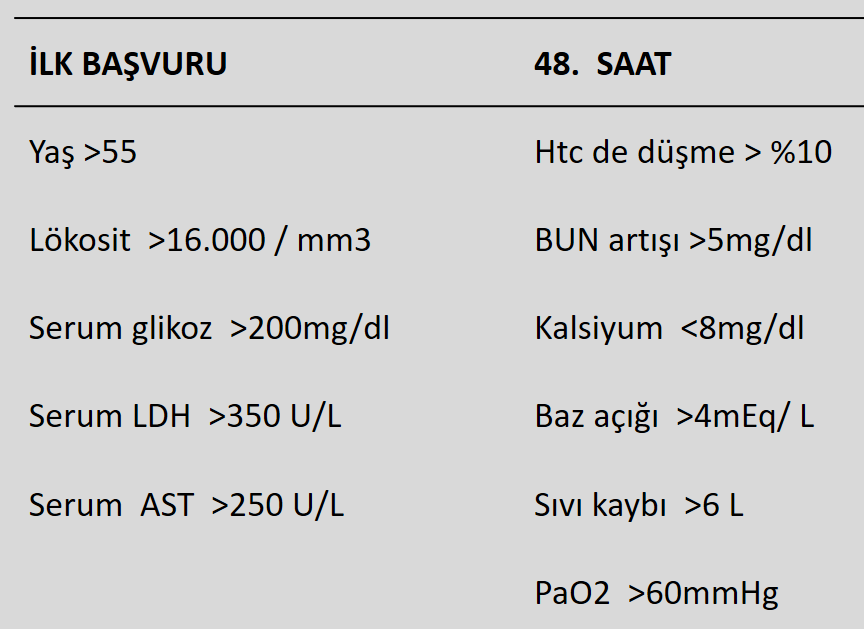 İLK BAŞVURU 48. SAAT
Yaş >55 Htc de düşme > %10
Lökosit >16.000 / mm3 BUN artışı >5mg/dl
Serum glikoz >200mg/dl Kalsiyum <8mg/dl
Serum LDH >350 U/L Baz açığı >4mEq/ L
Serum AST >250 U/L Sıvı kaybı >6 L
PaO2 >60mmHg